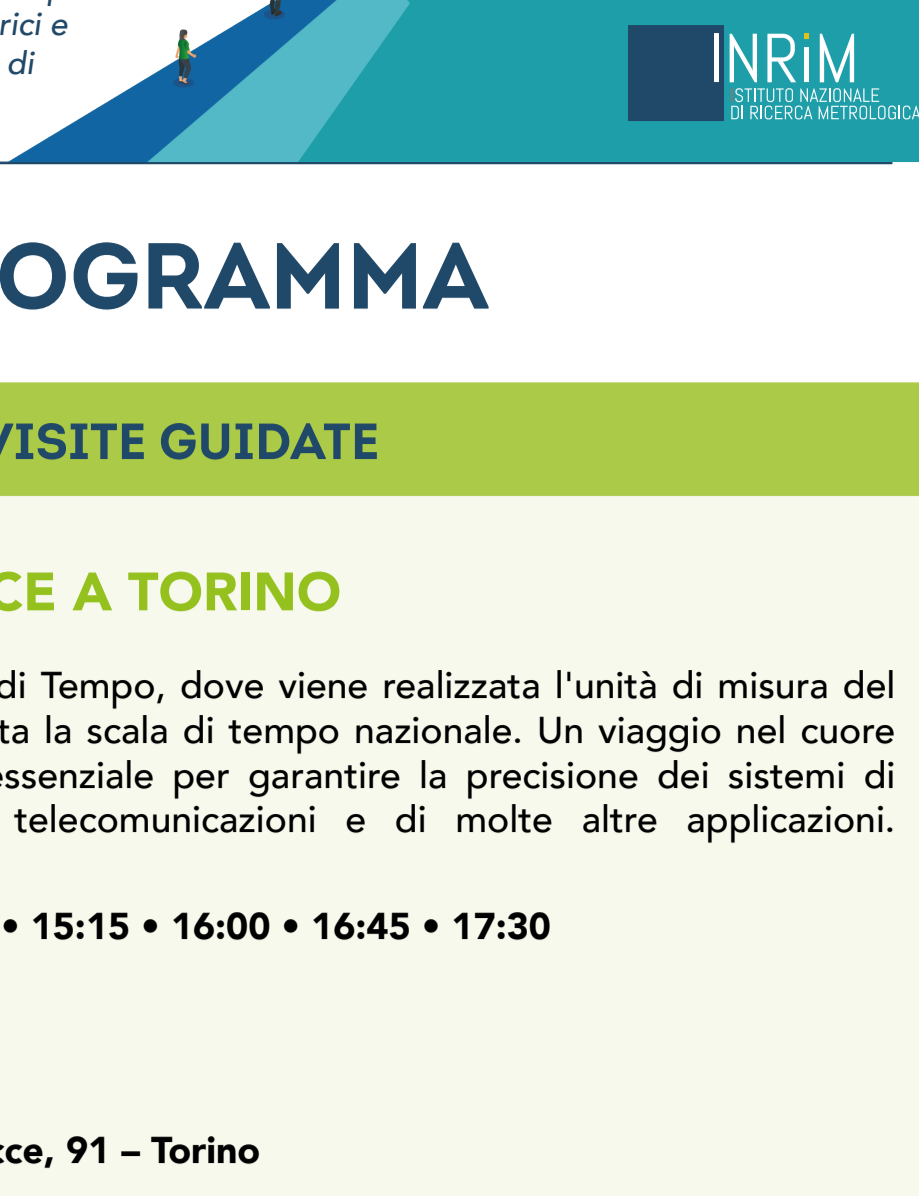 rici e
di
INRiM
ISTITUTO NAZIONALE
DI RICERCA METROLOGICA
OGRAMMA
VISITE GUIDATE
CE A TORINO
di Tempo, dove viene realizzata l'unità di misura del
ta la scala di tempo nazionale. Un viaggio nel cuore
essenziale per garantire la precisione dei sistemi di
telecomunicazioni e di molte altre applicazioni.
• 15:15 • 16:00 • 16:45 • 17:30
cce, 91 – Torino